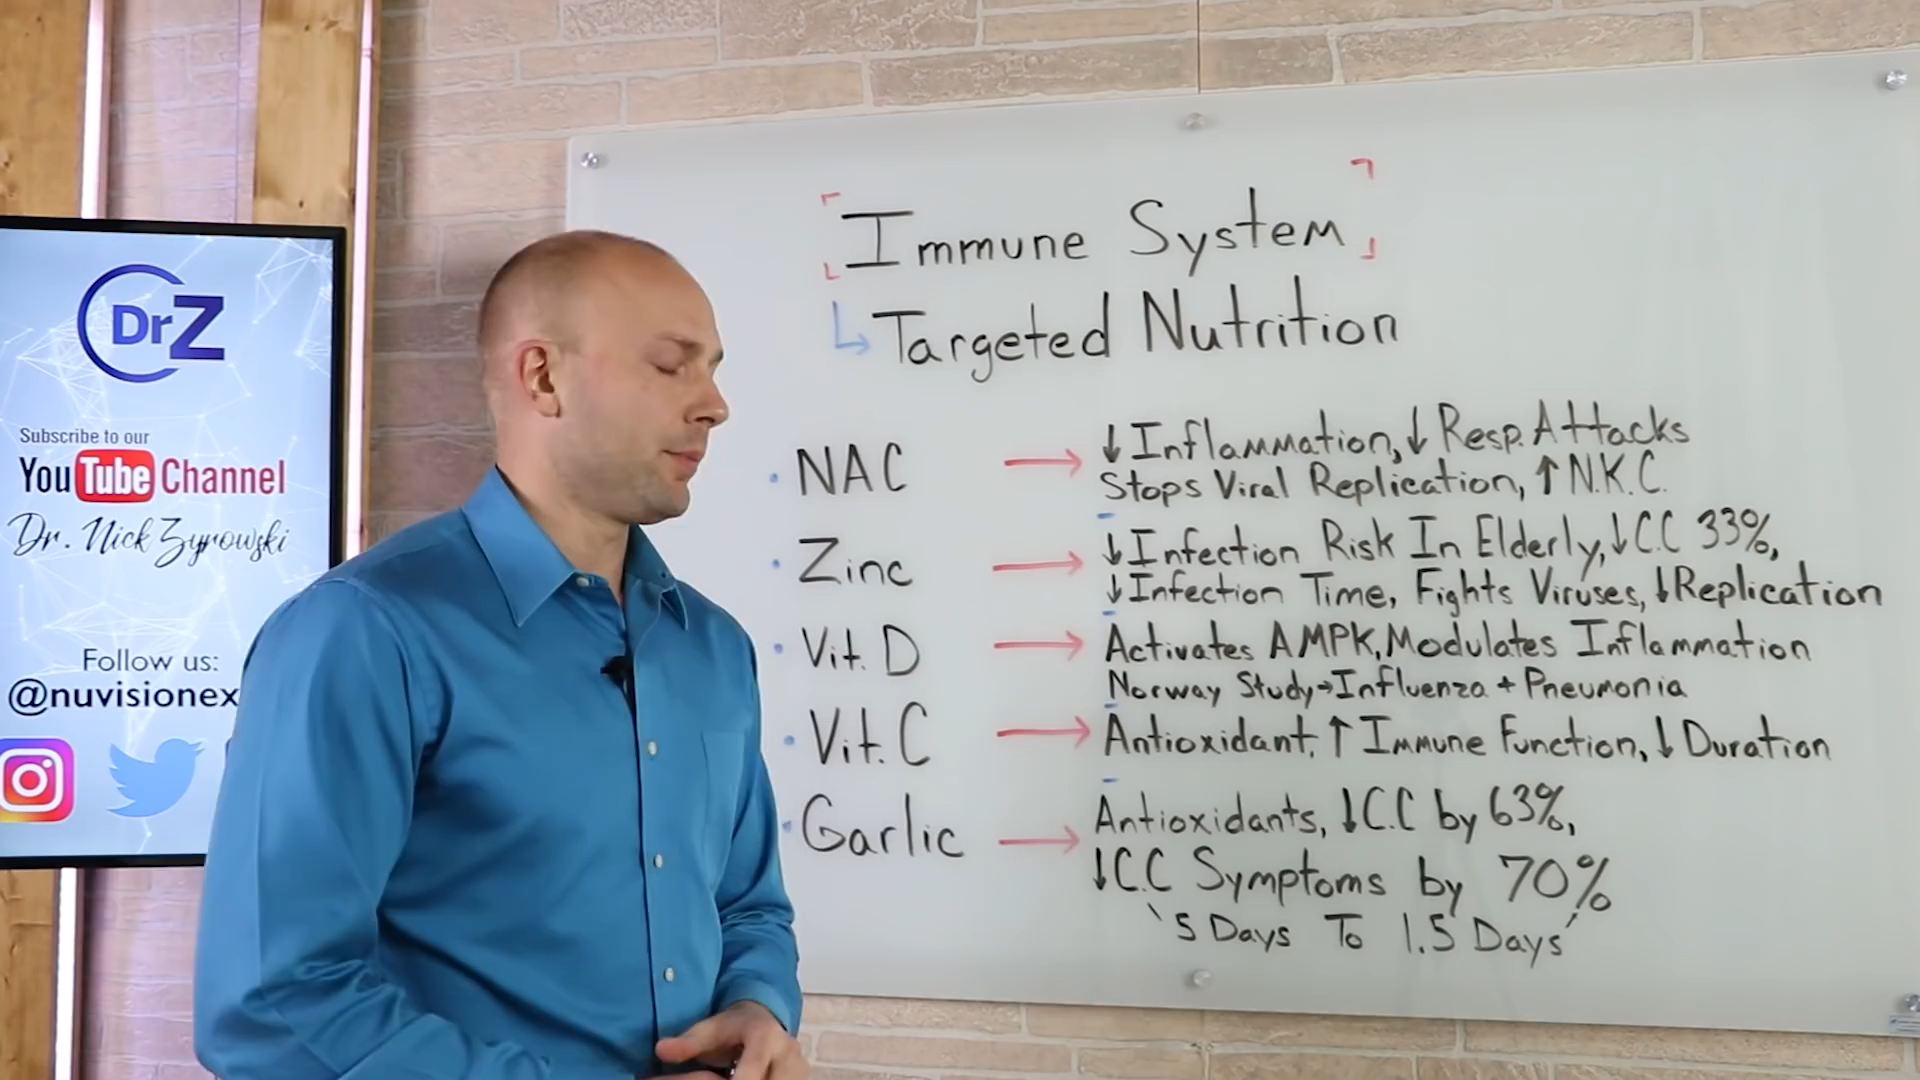 DrZ
Subscribe to our
YouTube Channel
Dr. Nick Zyrowski
Follow us:
@nuvisionex
Immune System
↳ Targeted Nutrition
• NAC → ↓Inflammation, ↓Resp. Attacks
Stops Viral Replication, ↑N.K.C.
• Zinc → ↓Infection Risk In Elderly, ↓C.C 33%,
↓Infection Time, Fights Viruses, ↓Replication
• Vit. D → Activates AMPK, Modulates Inflammation
Norway Study→Influenza + Pneumonia
• Vit. C → Antioxidant, ↑ Immune Function, ↓ Duration
• Garlic → Antioxidants, ↓C.C by 63%,
↓C.C Symptoms by 70%
'5 Days To 1.5 Days'